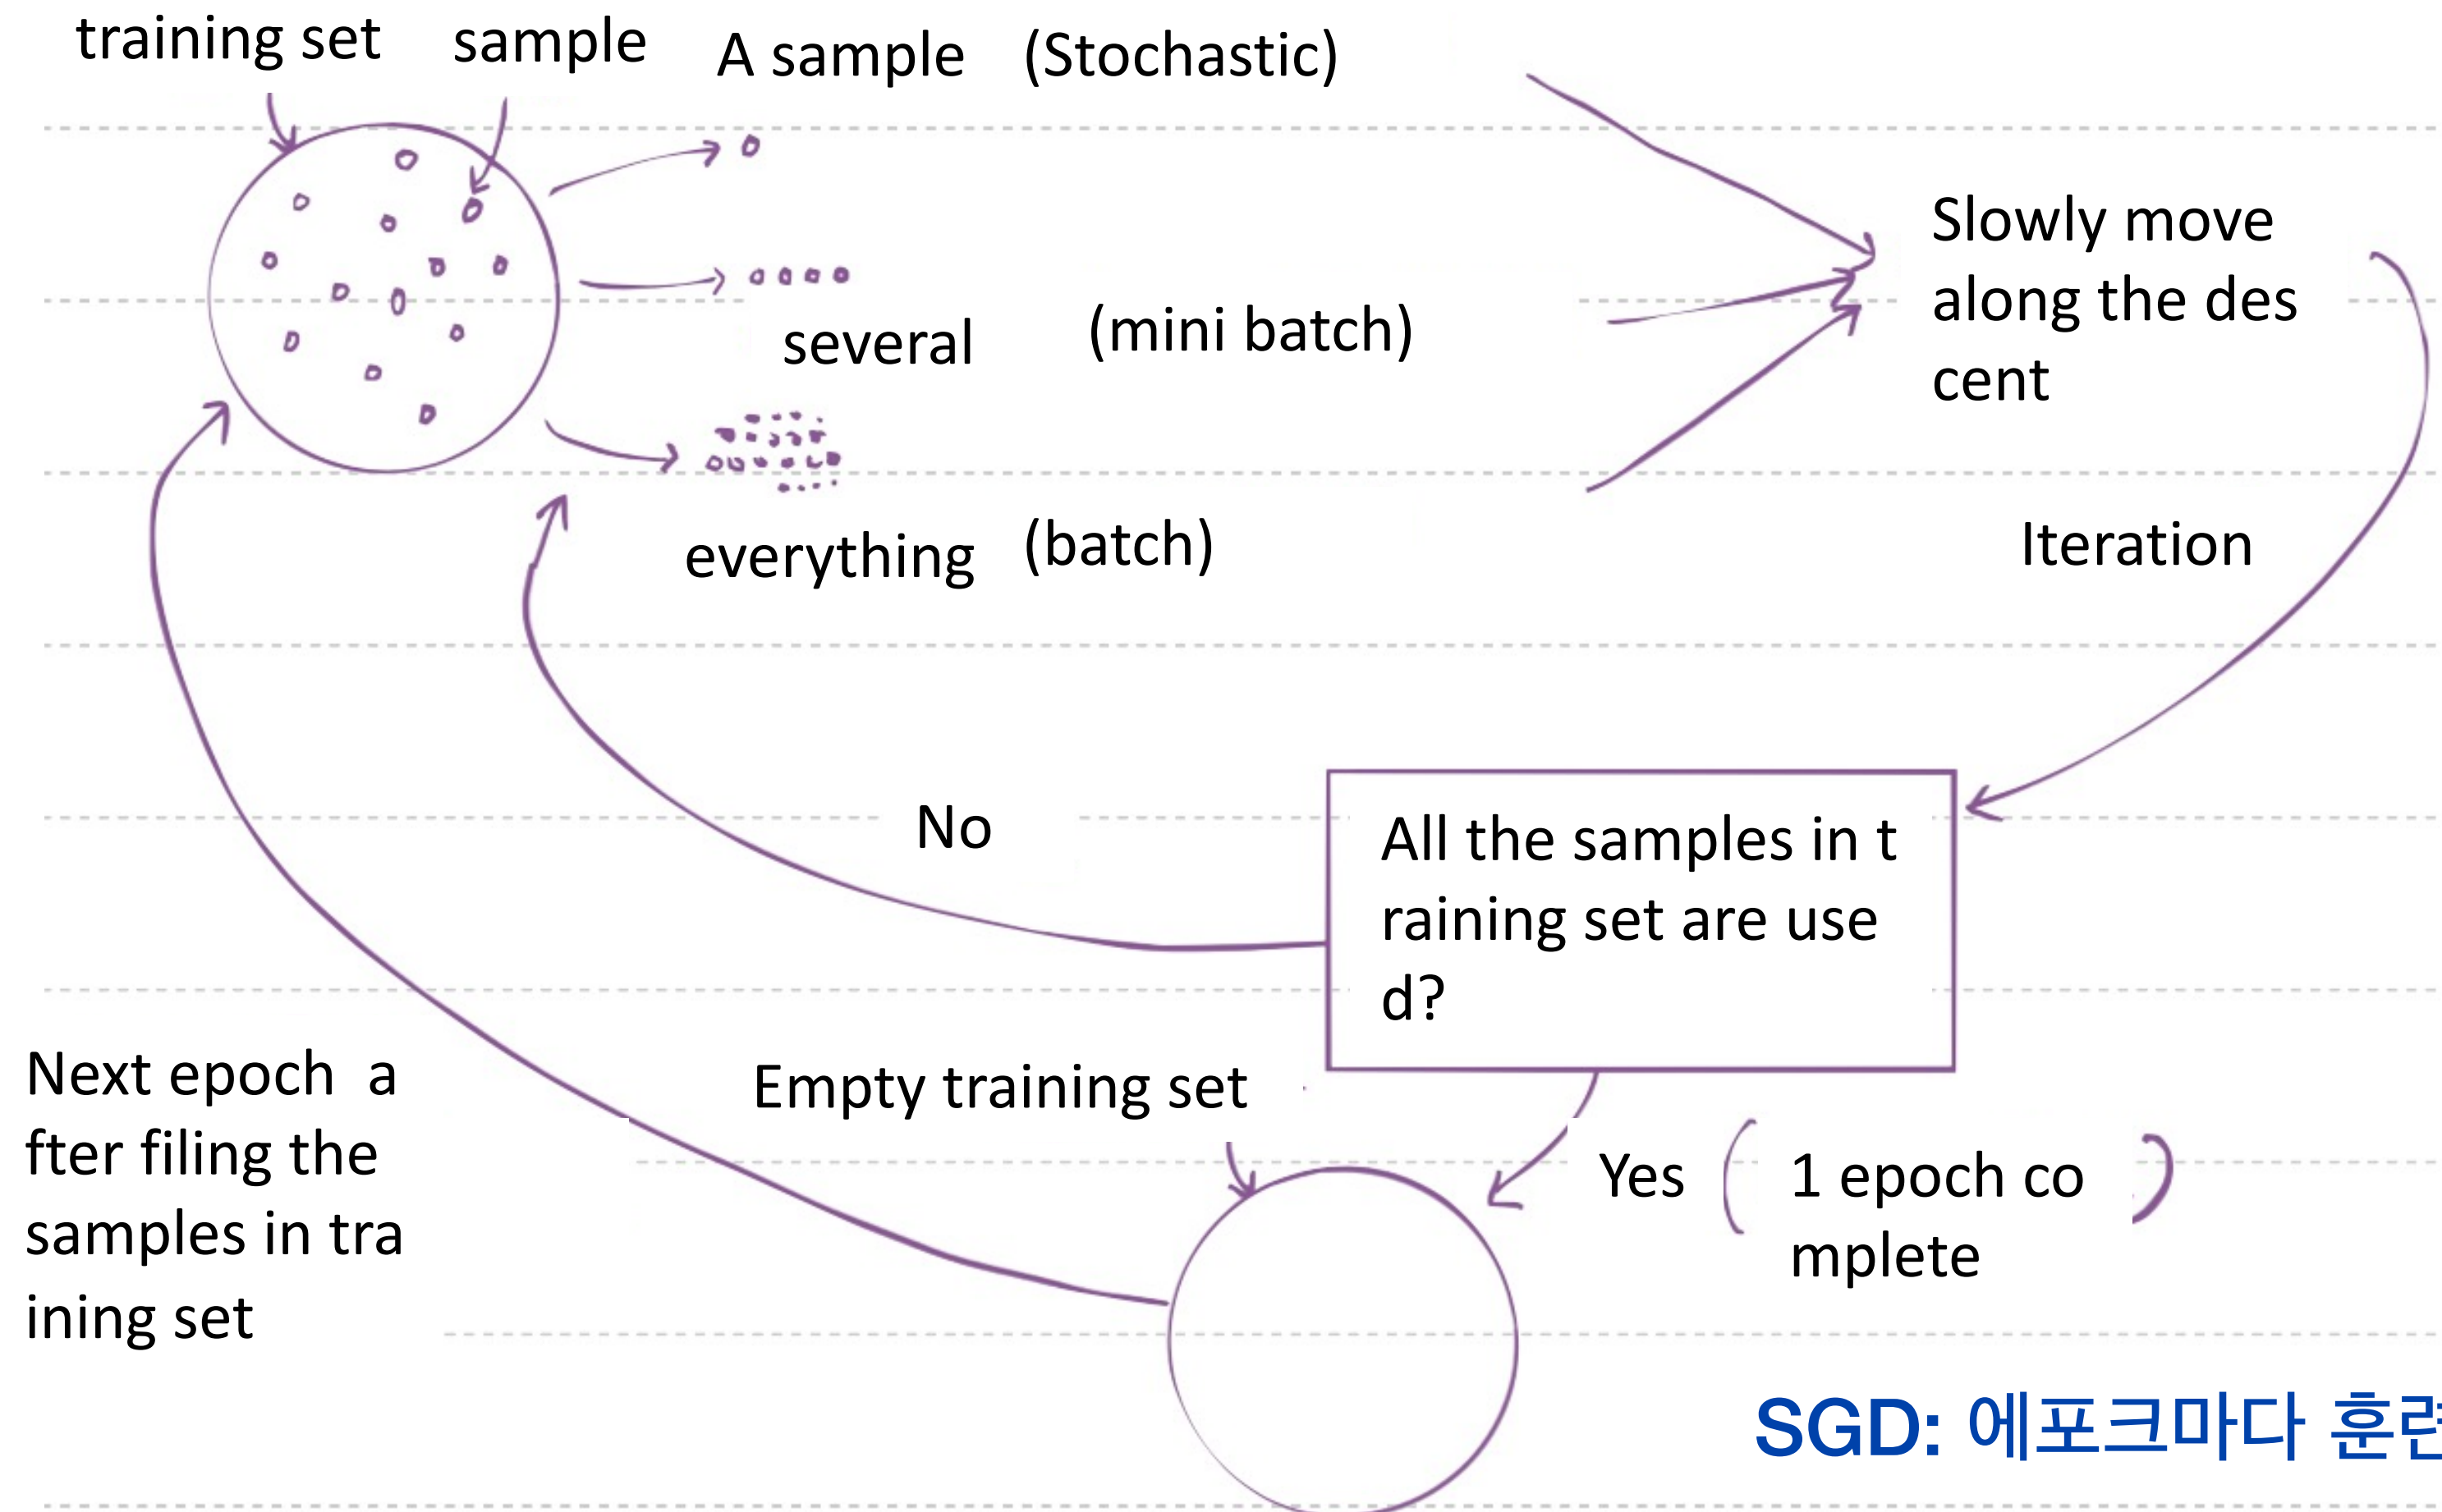 training set
sample
A sample (Stochastic)
Slowly move
along the des
cent
several
(mini batch)
everything
(batch)
Iteration
No
All the samples in t
raining set are use
d?
Next epoch a
fter filing the
samples in tra
ining set
Empty training set
Yes
1 epoch co
mplete
SGD: 에포크마다